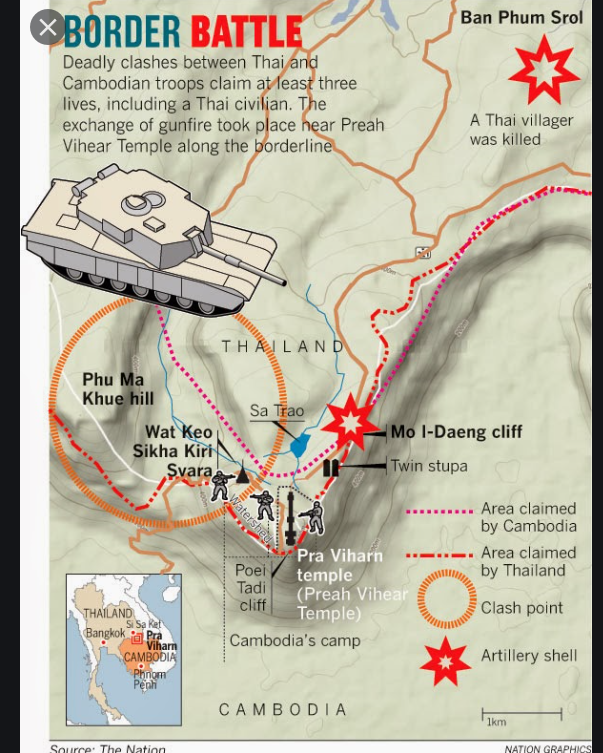 BORDER BATTLE
Deadly clashes between Thai and
Cambodian troops claim at least three
lives, including a Thai civilian. The
exchange of gunfire took place near Preah
Vihear Temple along the borderline
Ban Phum Srol
A Thai villager
was killed
THAILAND
Phu Ma
Khue hill
Sa Trao
Wat Keo
Sikha Kiri
Svara
Mo I-Daeng cliff
Twin stupa
Watershed
Pra Viharn
temple
(Preah Vihear
Temple)
Poei
Tadi
cliff
Cambodia's camp
Area claimed
by Cambodia
Area claimed
by Thailand
Clash point
Artillery shell
THAILAND
Si Sa Ket
Bangkok
Pra
Viharn
CAMBODIA
Phnom
Penh
CAMBODIA
1km
Source: The Nation
NATION GRAPHICS